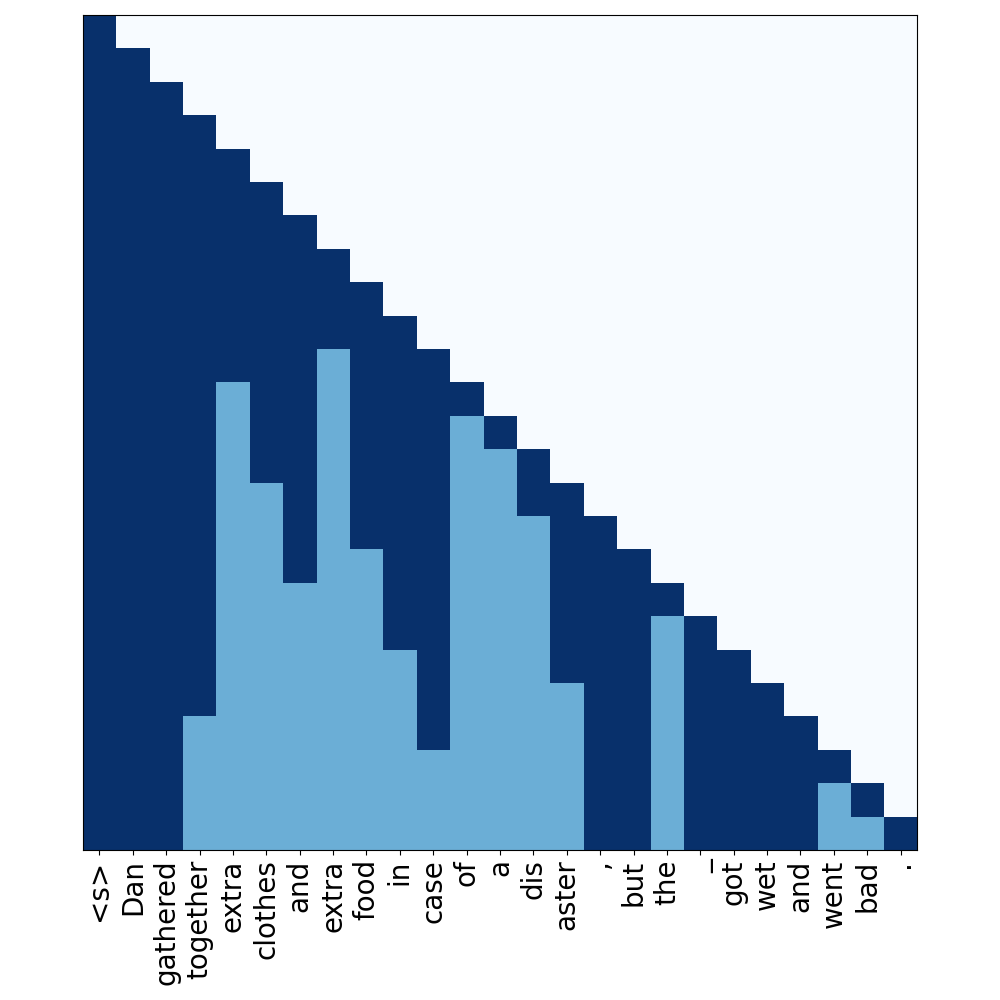 <s>
Dan
gathered
together
extra
clothes
and
extra
food
in
case
of
a
dis
aster
,
but
the
_
got
wet
and
went
bad
.